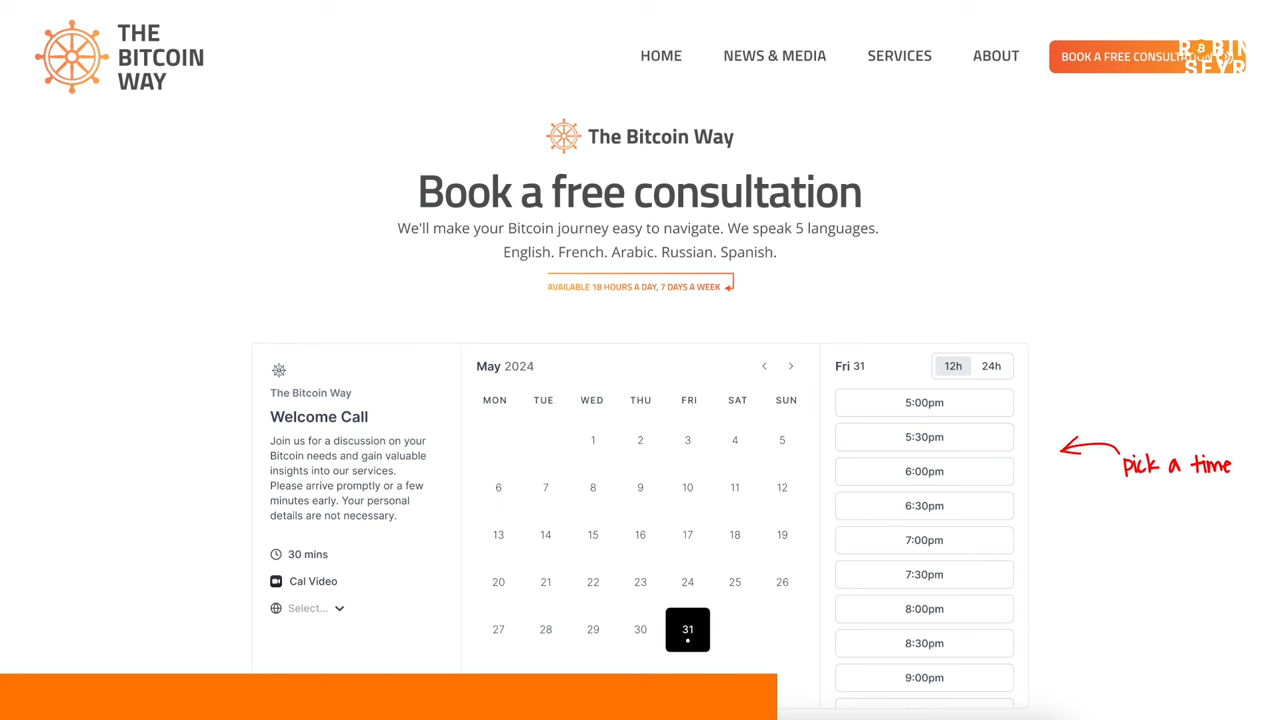 THE
BITCOIN
WAY
HOME
NEWS & MEDIA
SERVICES
ABOUT
BOOK A FREE
The Bitcoin Way
Book a free consultation
We'll make your Bitcoin journey easy to navigate. We speak 5 languages.
English. French. Arabic. Russian. Spanish.
AVAILABLE 18 HOURS A DAY, 7 DAYS A WEEK
The Bitcoin Way
Welcome Call
Join us for a discussion on your
Bitcoin needs and gain valuable
insights into our services.
Please arrive promptly or a few
minutes early. Your personal
details are not necessary.
30 mins
Cal Video
Select...
May 2024
MON TUE WED THU FRI SAT SUN
1 2 3 4 5
6 7 8 9 10 11 12
13 14 15 16 17 18 19
20 21 22 23 24 25 26
27 28 29 30 31
Fri 31
12h 24h
5:00pm
5:30pm
6:00pm
6:30pm
7:00pm
7:30pm
8:00pm
8:30pm
9:00pm
pick a time